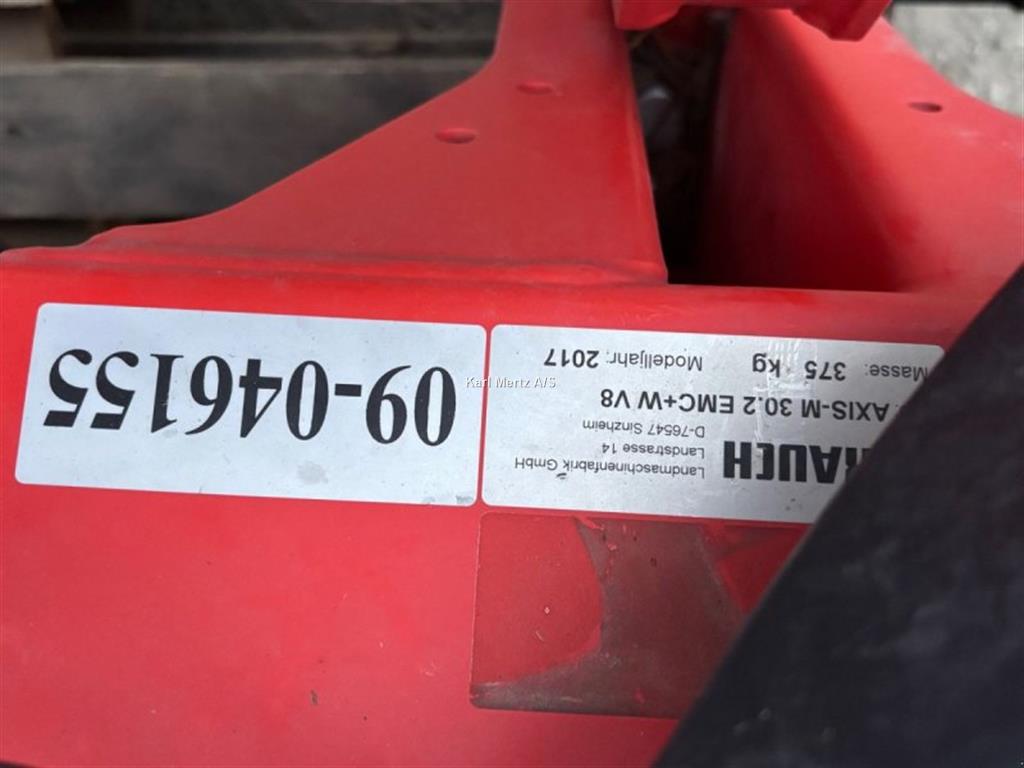 RAUCH
Landmaschinenfabrik GmbH
Landstrasse 14
D-76547 Sinzheim
AXIS-M 30.2 EMC+W V8
Masse: 375 kg Modelljahr: 2017
09-046155
Karl Mertz A/S